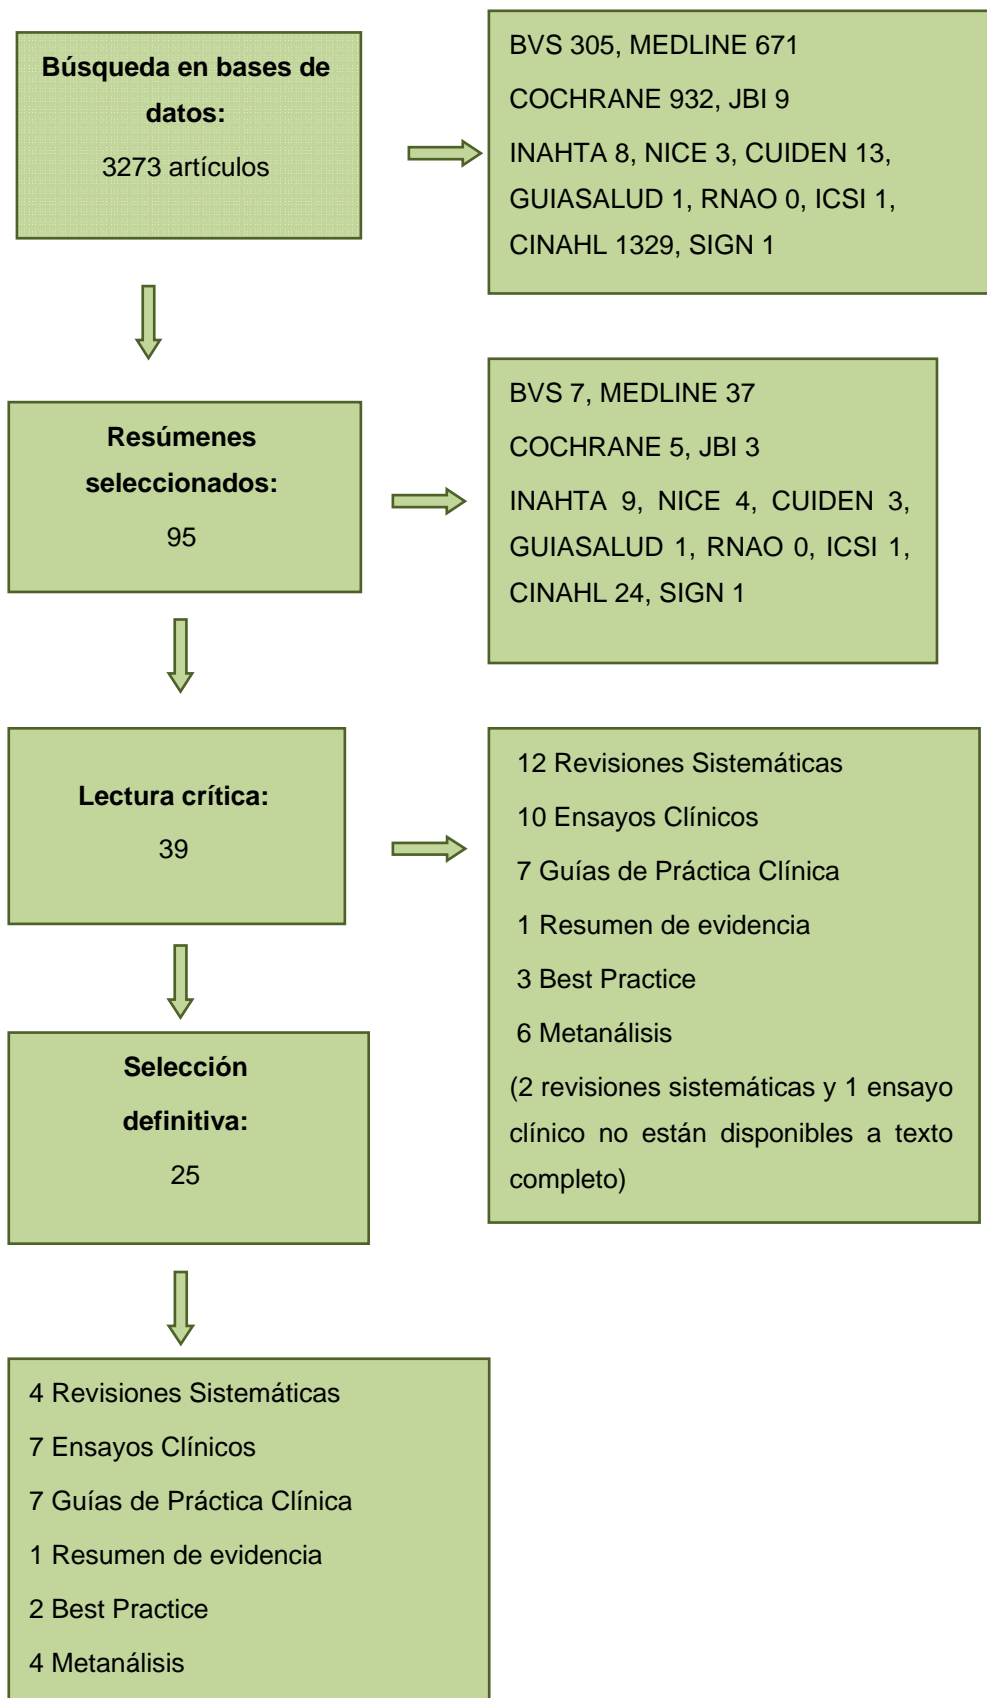 Búsqueda en bases de
datos:
3273 artículos
BVS 305, MEDLINE 671
COCHRANE 932, JBI 9
INAHTA 8, NICE 3, CUIDEN 13,
GUIASALUD 1, RNAO 0, ICSI 1,
CINAHL 1329, SIGN 1
Resúmenes
seleccionados:
95
BVS 7, MEDLINE 37
COCHRANE 5, JBI 3
INAHTA 9, NICE 4, CUIDEN 3,
GUIASALUD 1, RNAO 0, ICSI 1,
CINAHL 24, SIGN 1
Lectura crítica:
39
12 Revisiones Sistemáticas
10 Ensayos Clínicos
7 Guías de Práctica Clínica
1 Resumen de evidencia
3 Best Practice
6 Metanálisis
(2 revisiones sistemáticas y 1 ensayo
clínico no están disponibles a texto
completo)
Selección
definitiva:
25
4 Revisiones Sistemáticas
7 Ensayos Clínicos
7 Guías de Práctica Clínica
1 Resumen de evidencia
2 Best Practice
4 Metanálisis